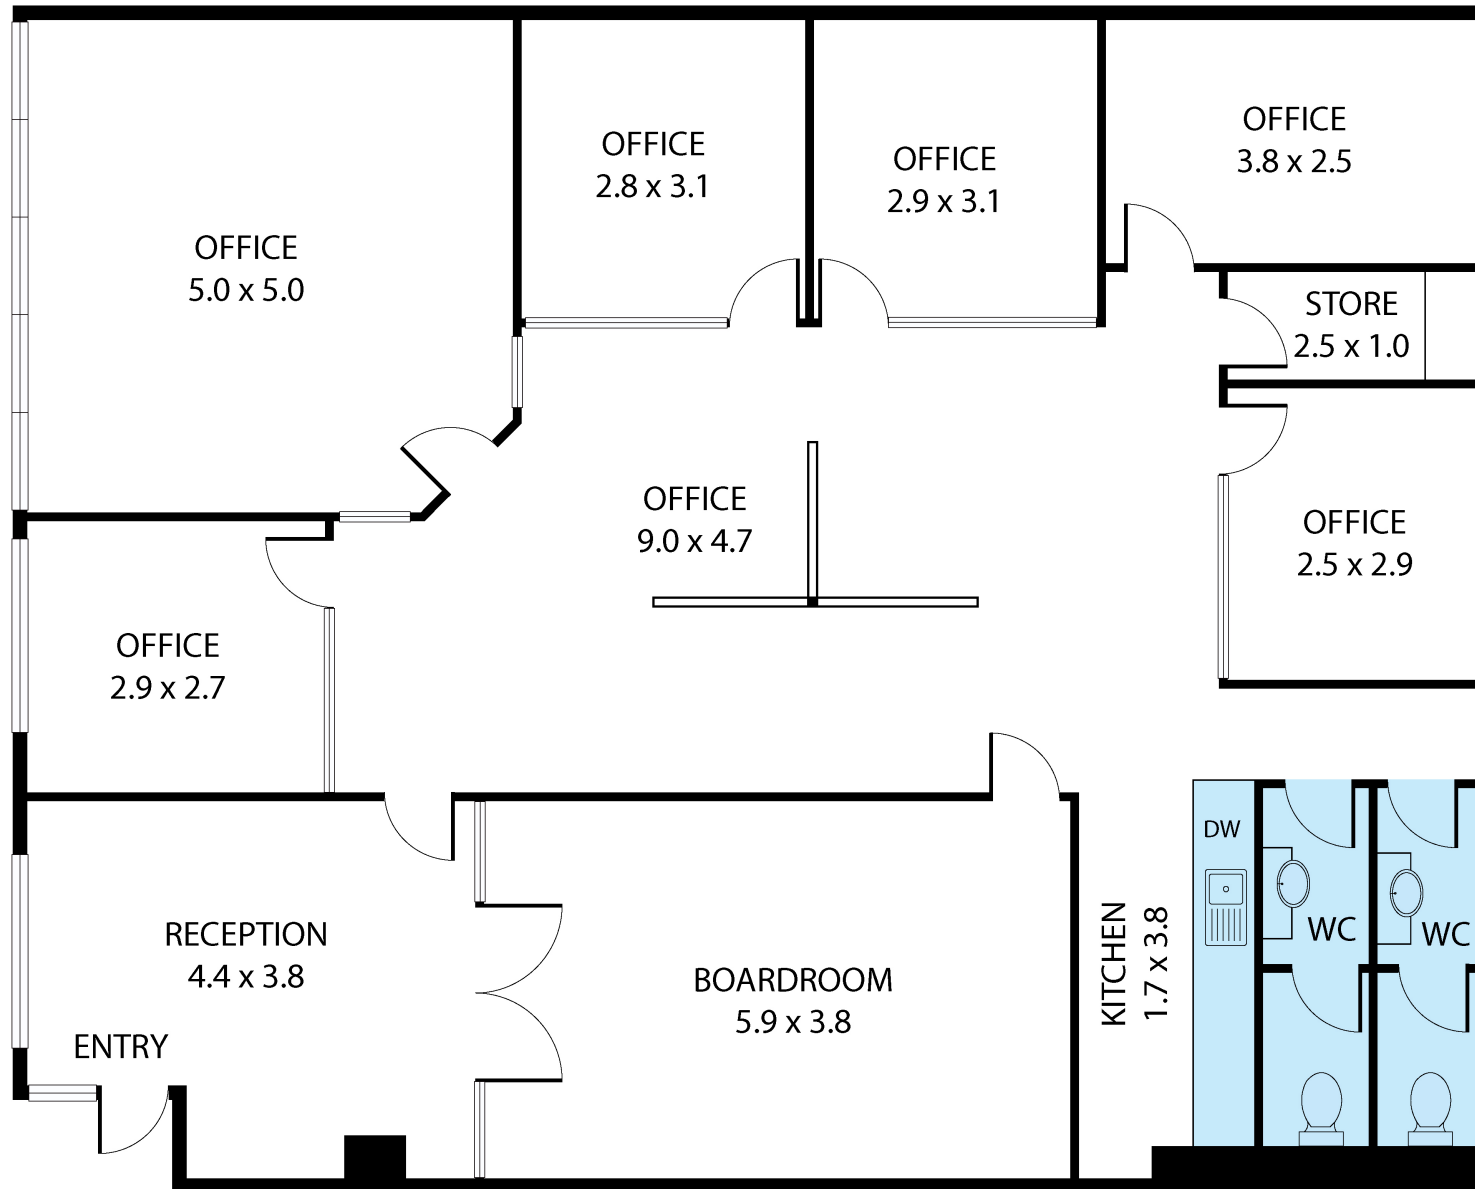 OFFICE
5.0 x 5.0
OFFICE
2.8 x 3.1
OFFICE
2.9 x 3.1
OFFICE
3.8 x 2.5
STORE
2.5 x 1.0
OFFICE
9.0 x 4.7
OFFICE
2.5 x 2.9
OFFICE
2.9 x 2.7
RECEPTION
4.4 x 3.8
ENTRY
BOARDROOM
5.9 x 3.8
KITCHEN
1.7 x 3.8
DW
WC
WC